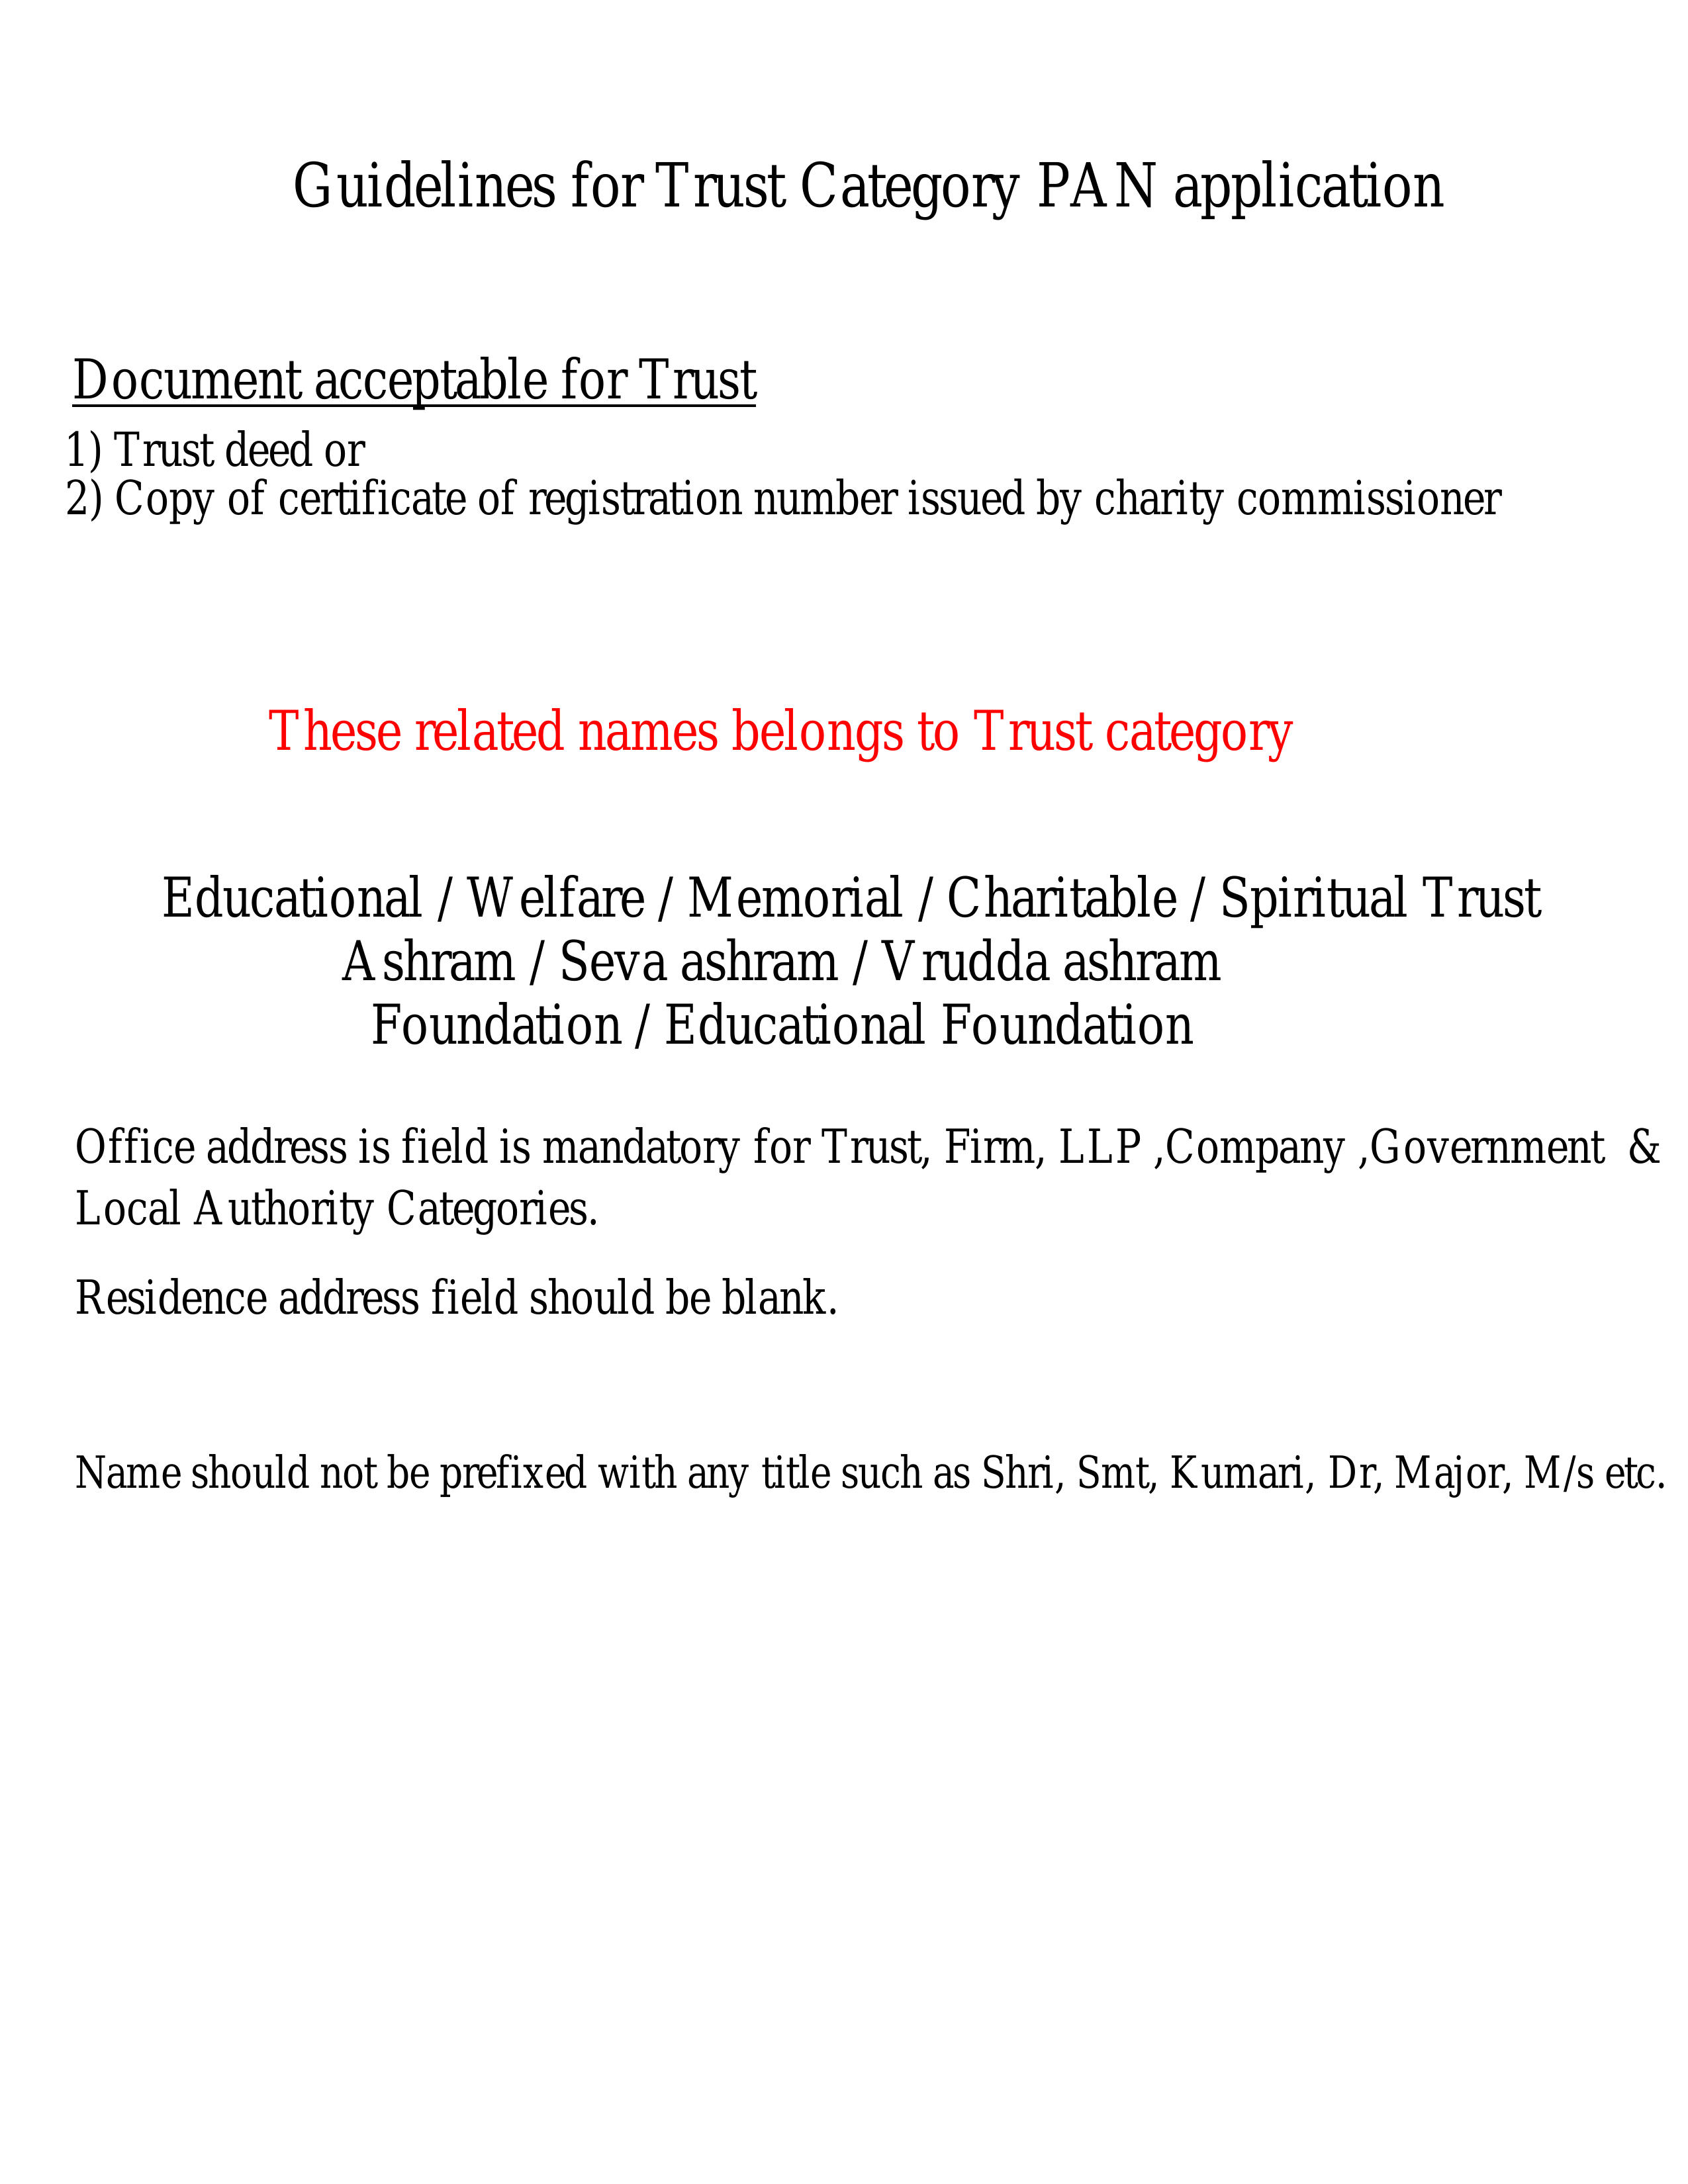 Guidelines for Trust Category PAN application
Document acceptable for Trust
1) Trust deed or
2) Copy of certificate of registration number issued by charity commissioner
These related names belongs to Trust category
Educational / Welfare / Memorial / Charitable / Spiritual Trust
Ashram / Seva ashram / Vrudda ashram
Foundation / Educational Foundation
Office address is field is mandatory for Trust, Firm, LLP ,Company ,Government &
Local Authority Categories.
Residence address field should be blank.
Name should not be prefixed with any title such as Shri, Smt, Kumari, Dr, Major, M/s etc.